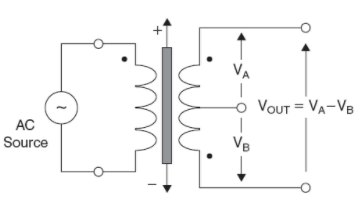 +
V_A
AC
Source
~
V_OUT = V_A−V_B
V_B
−